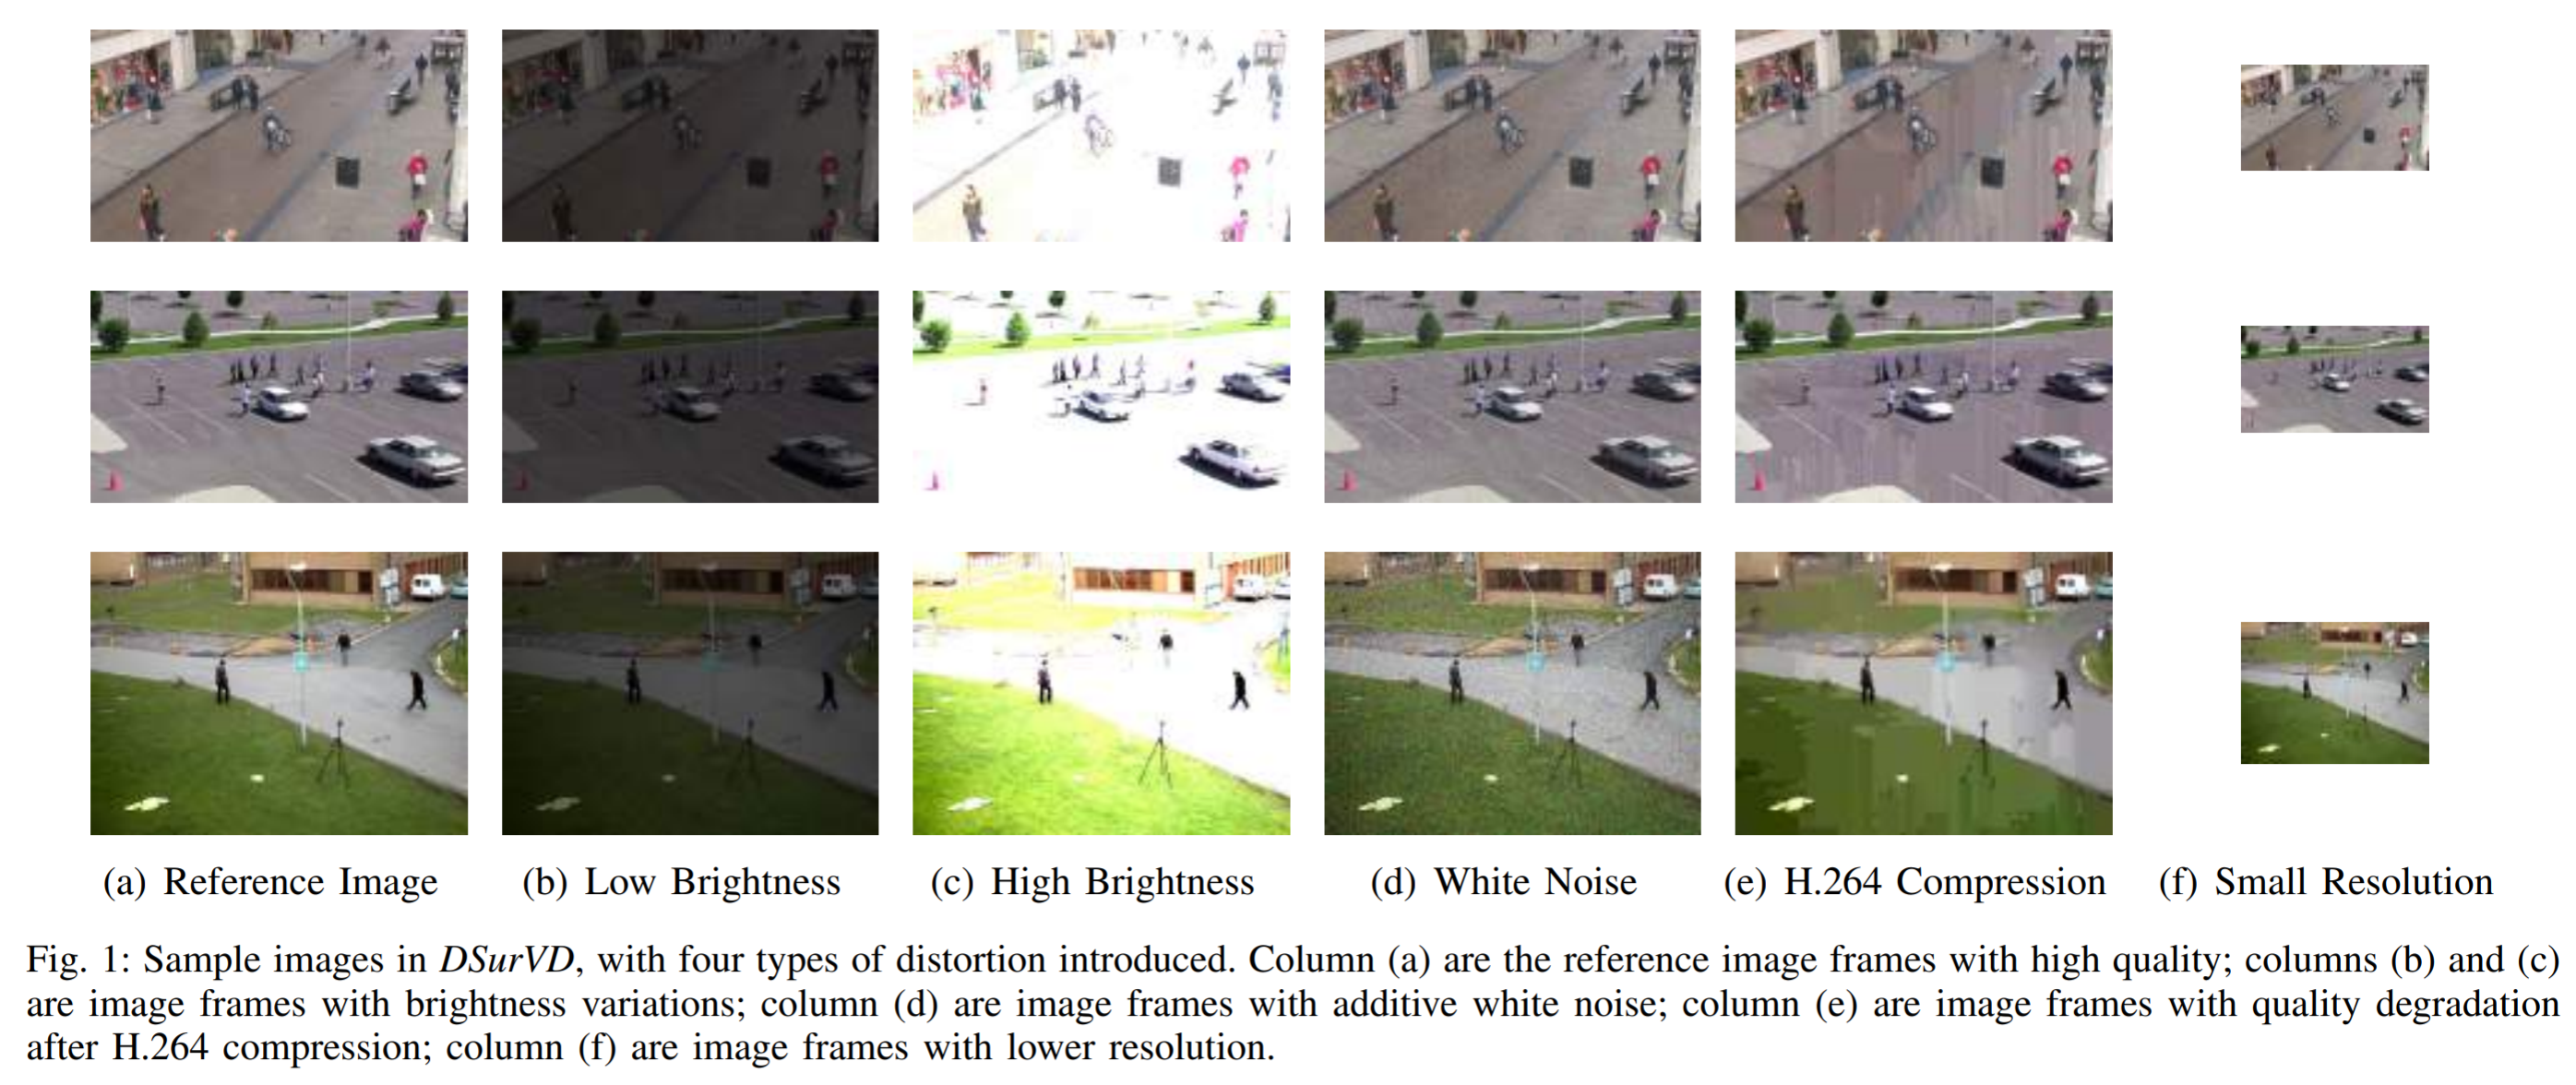 (a) Reference Image (b) Low Brightness (c) High Brightness (d) White Noise (e) H.264 Compression (f) Small Resolution
Fig. 1: Sample images in DSurVD, with four types of distortion introduced. Column (a) are the reference image frames with high quality; columns (b) and (c)
are image frames with brightness variations; column (d) are image frames with additive white noise; column (e) are image frames with quality degradation
after H.264 compression; column (f) are image frames with lower resolution.